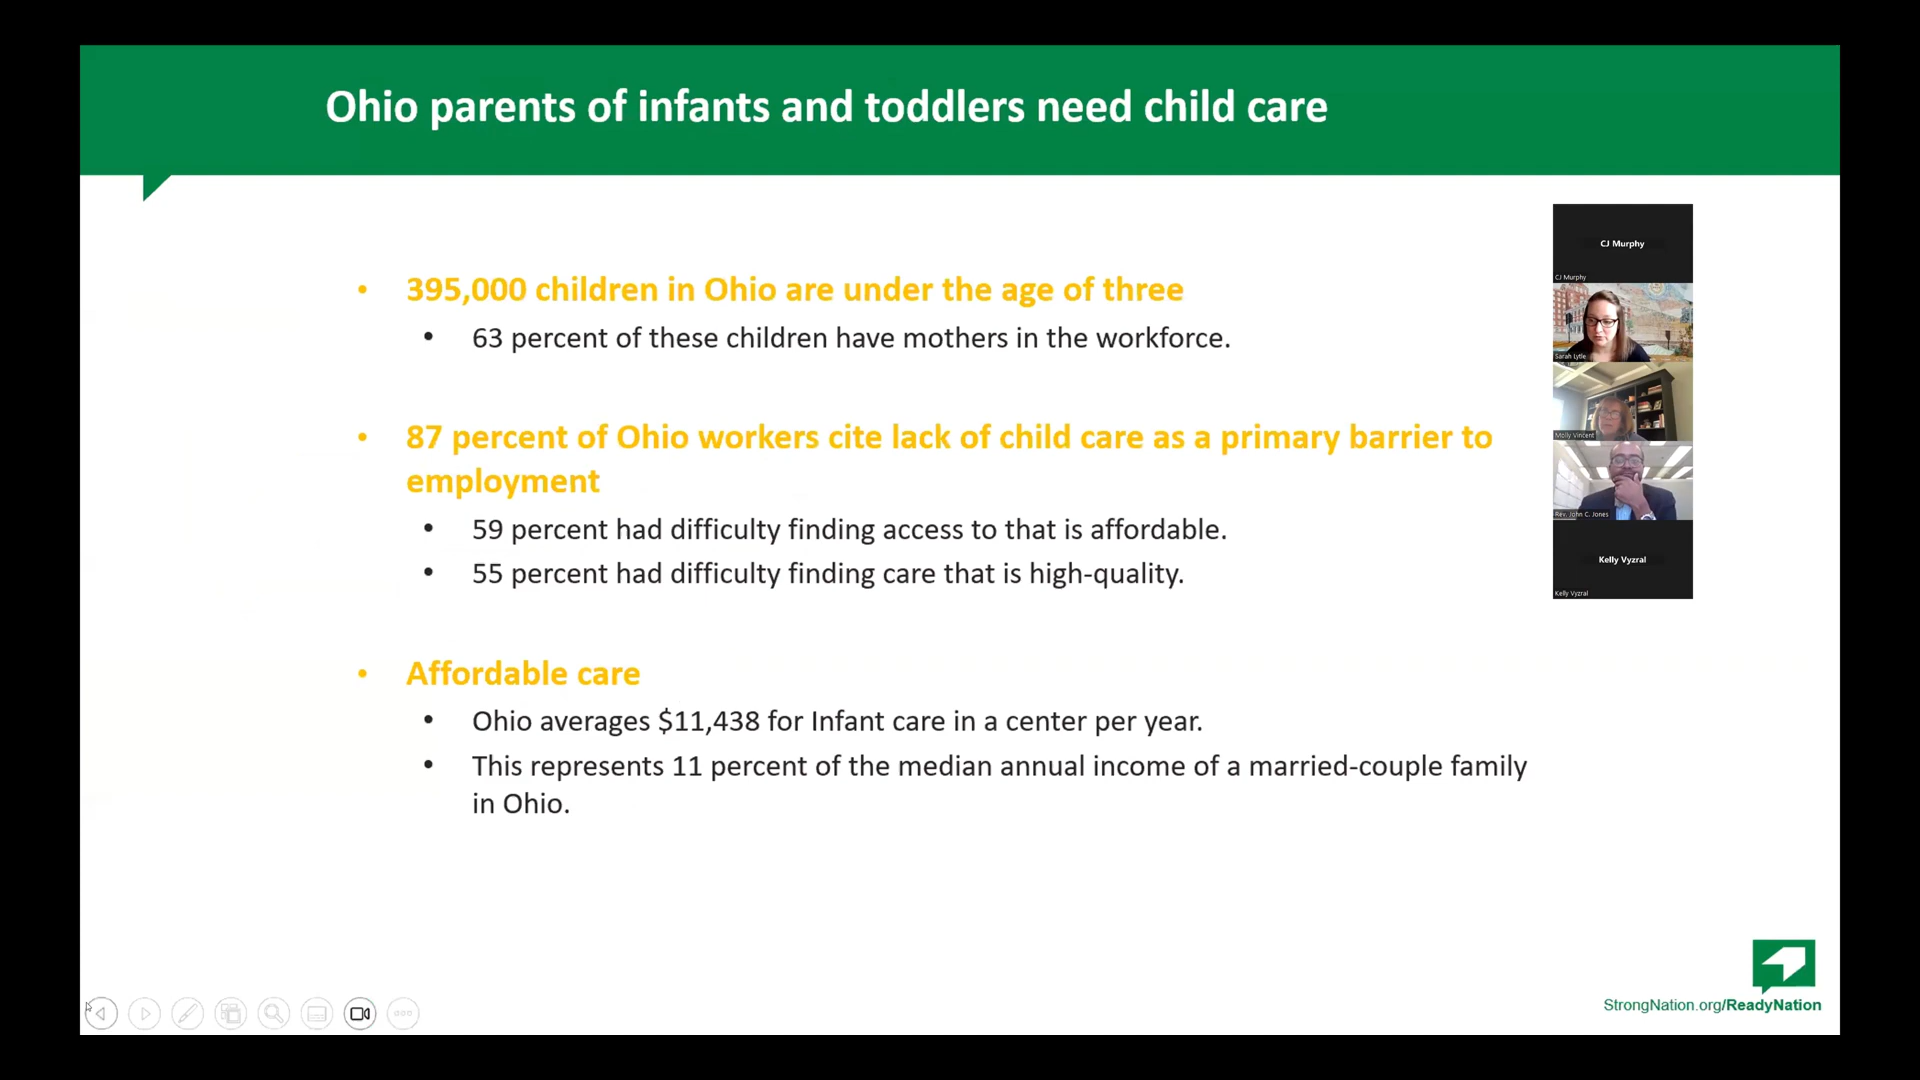 Ohio parents of infants and toddlers need child care
• 395,000 children in Ohio are under the age of three
• 63 percent of these children have mothers in the workforce.
• 87 percent of Ohio workers cite lack of child care as a primary barrier to
employment
• 59 percent had difficulty finding access to that is affordable.
• 55 percent had difficulty finding care that is high-quality.
• Affordable care
• Ohio averages $11,438 for Infant care in a center per year.
• This represents 11 percent of the median annual income of a married-couple family
in Ohio.
CJ Murphy
CJ Murphy
Sarah Lytle
Molly Vincent
Rev. John C. Jones
Kelly Vyzral
Kelly Vyzral
StrongNation.org/ReadyNation